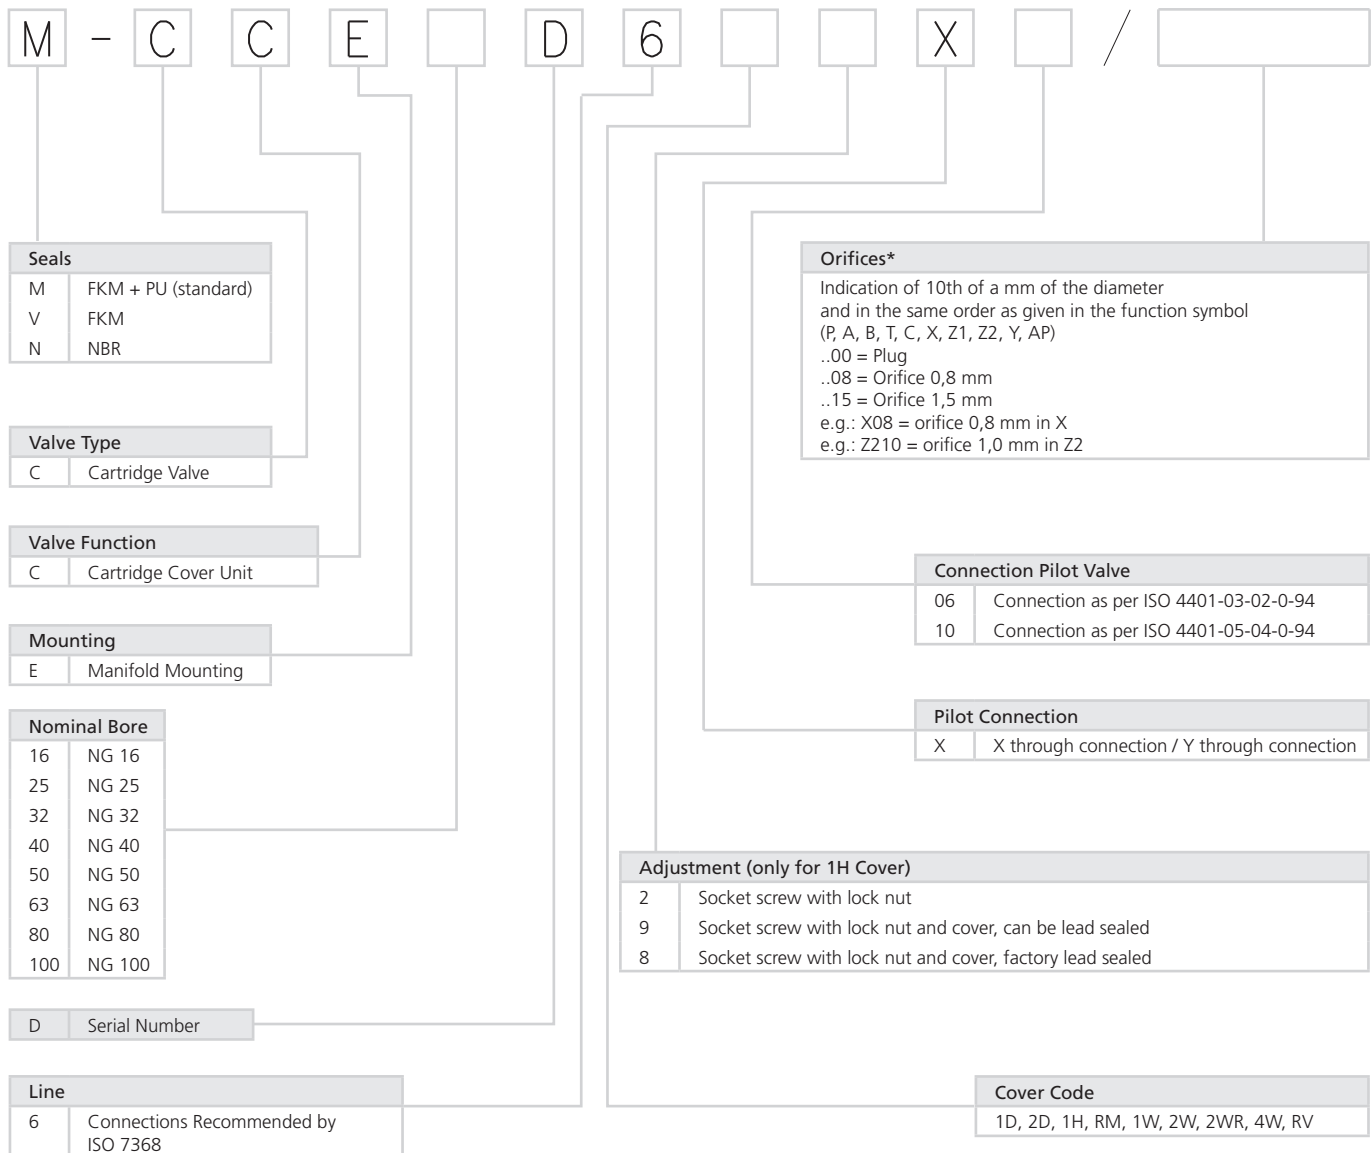 M - C C E D 6 X /
Seals
M FKM + PU (standard)
V FKM
N NBR
Valve Type
C Cartridge Valve
Valve Function
C Cartridge Cover Unit
Mounting
E Manifold Mounting
Nominal Bore
16 NG 16
25 NG 25
32 NG 32
40 NG 40
50 NG 50
63 NG 63
80 NG 80
100 NG 100
D Serial Number
Line
6 Connections Recommended by
ISO 7368
Orifices*
Indication of 10th of a mm of the diameter
and in the same order as given in the function symbol
(P, A, B, T, C, X, Z1, Z2, Y, AP)
..00 = Plug
..08 = Orifice 0,8 mm
..15 = Orifice 1,5 mm
e.g.: X08 = orifice 0,8 mm in X
e.g.: Z210 = orifice 1,0 mm in Z2
Connection Pilot Valve
06 Connection as per ISO 4401-03-02-0-94
10 Connection as per ISO 4401-05-04-0-94
Pilot Connection
X X through connection / Y through connection
Adjustment (only for 1H Cover)
2 Socket screw with lock nut
9 Socket screw with lock nut and cover, can be lead sealed
8 Socket screw with lock nut and cover, factory lead sealed
Cover Code
1D, 2D, 1H, RM, 1W, 2W, 2WR, 4W, RV